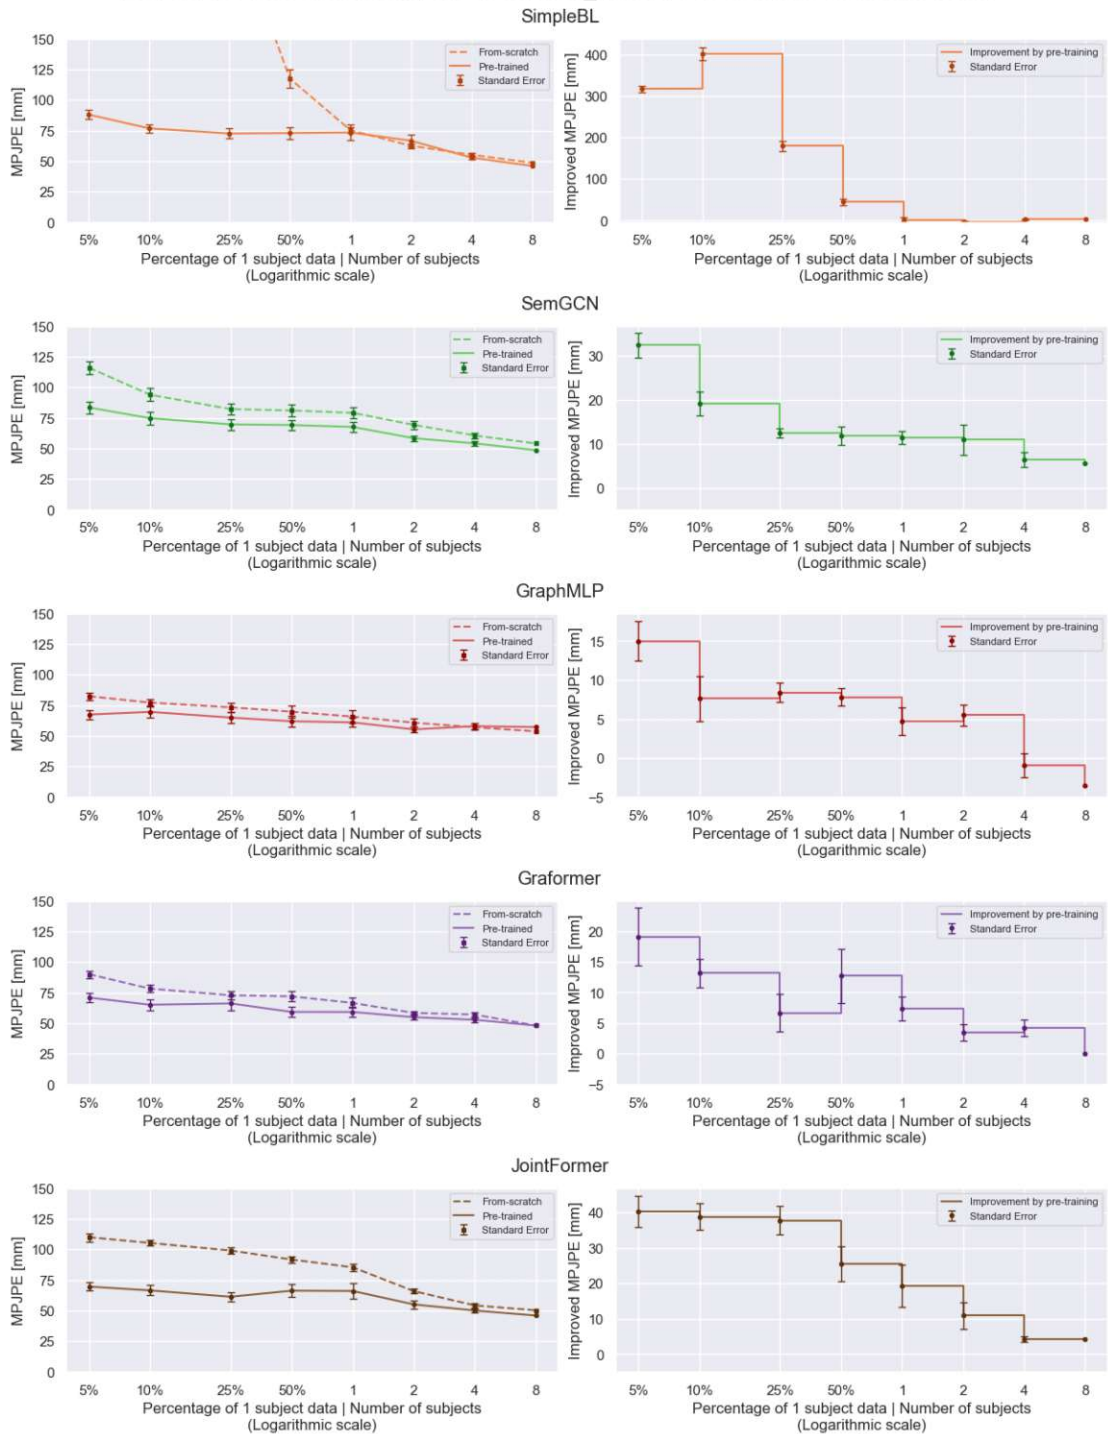 SimpleBL
150
125
100
75
50
25
0
MPJPE [mm]
From-scratch
Pre-trained
Standard Error
5% 10% 25% 50% 1 2 4 8
Percentage of 1 subject data | Number of subjects
(Logarithmic scale)
400
300
200
100
0
Improved MPJPE [mm]
Improvement by pre-training
Standard Error
5% 10% 25% 50% 1 2 4 8
Percentage of 1 subject data | Number of subjects
(Logarithmic scale)
SemGCN
150
125
100
75
50
25
0
MPJPE [mm]
From-scratch
Pre-trained
Standard Error
5% 10% 25% 50% 1 2 4 8
Percentage of 1 subject data | Number of subjects
(Logarithmic scale)
30
20
10
0
Improved MPJPE [mm]
Improvement by pre-training
Standard Error
5% 10% 25% 50% 1 2 4 8
Percentage of 1 subject data | Number of subjects
(Logarithmic scale)
GraphMLP
150
125
100
75
50
25
0
MPJPE [mm]
From-scratch
Pre-trained
Standard Error
5% 10% 25% 50% 1 2 4 8
Percentage of 1 subject data | Number of subjects
(Logarithmic scale)
15
10
5
0
−5
Improved MPJPE [mm]
Improvement by pre-training
Standard Error
5% 10% 25% 50% 1 2 4 8
Percentage of 1 subject data | Number of subjects
(Logarithmic scale)
Graformer
150
125
100
75
50
25
0
MPJPE [mm]
From-scratch
Pre-trained
Standard Error
5% 10% 25% 50% 1 2 4 8
Percentage of 1 subject data | Number of subjects
(Logarithmic scale)
20
15
10
5
0
−5
Improved MPJPE [mm]
Improvement by pre-training
Standard Error
5% 10% 25% 50% 1 2 4 8
Percentage of 1 subject data | Number of subjects
(Logarithmic scale)
JointFormer
150
125
100
75
50
25
0
MPJPE [mm]
From-scratch
Pre-trained
Standard Error
5% 10% 25% 50% 1 2 4 8
Percentage of 1 subject data | Number of subjects
(Logarithmic scale)
40
30
20
10
0
Improved MPJPE [mm]
Improvement by pre-training
Standard Error
5% 10% 25% 50% 1 2 4 8
Percentage of 1 subject data | Number of subjects
(Logarithmic scale)